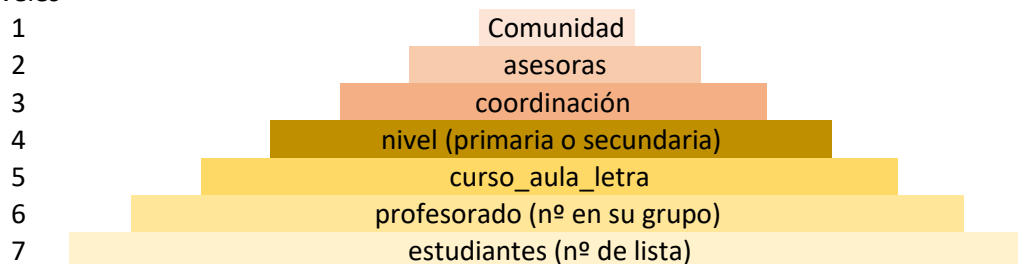 1 Comunidad
2 asesoras
3 coordinación
4 nivel (primaria o secundaria)
5 curso_aula_letra
6 profesorado (nº en su grupo)
7 estudiantes (nº de lista)